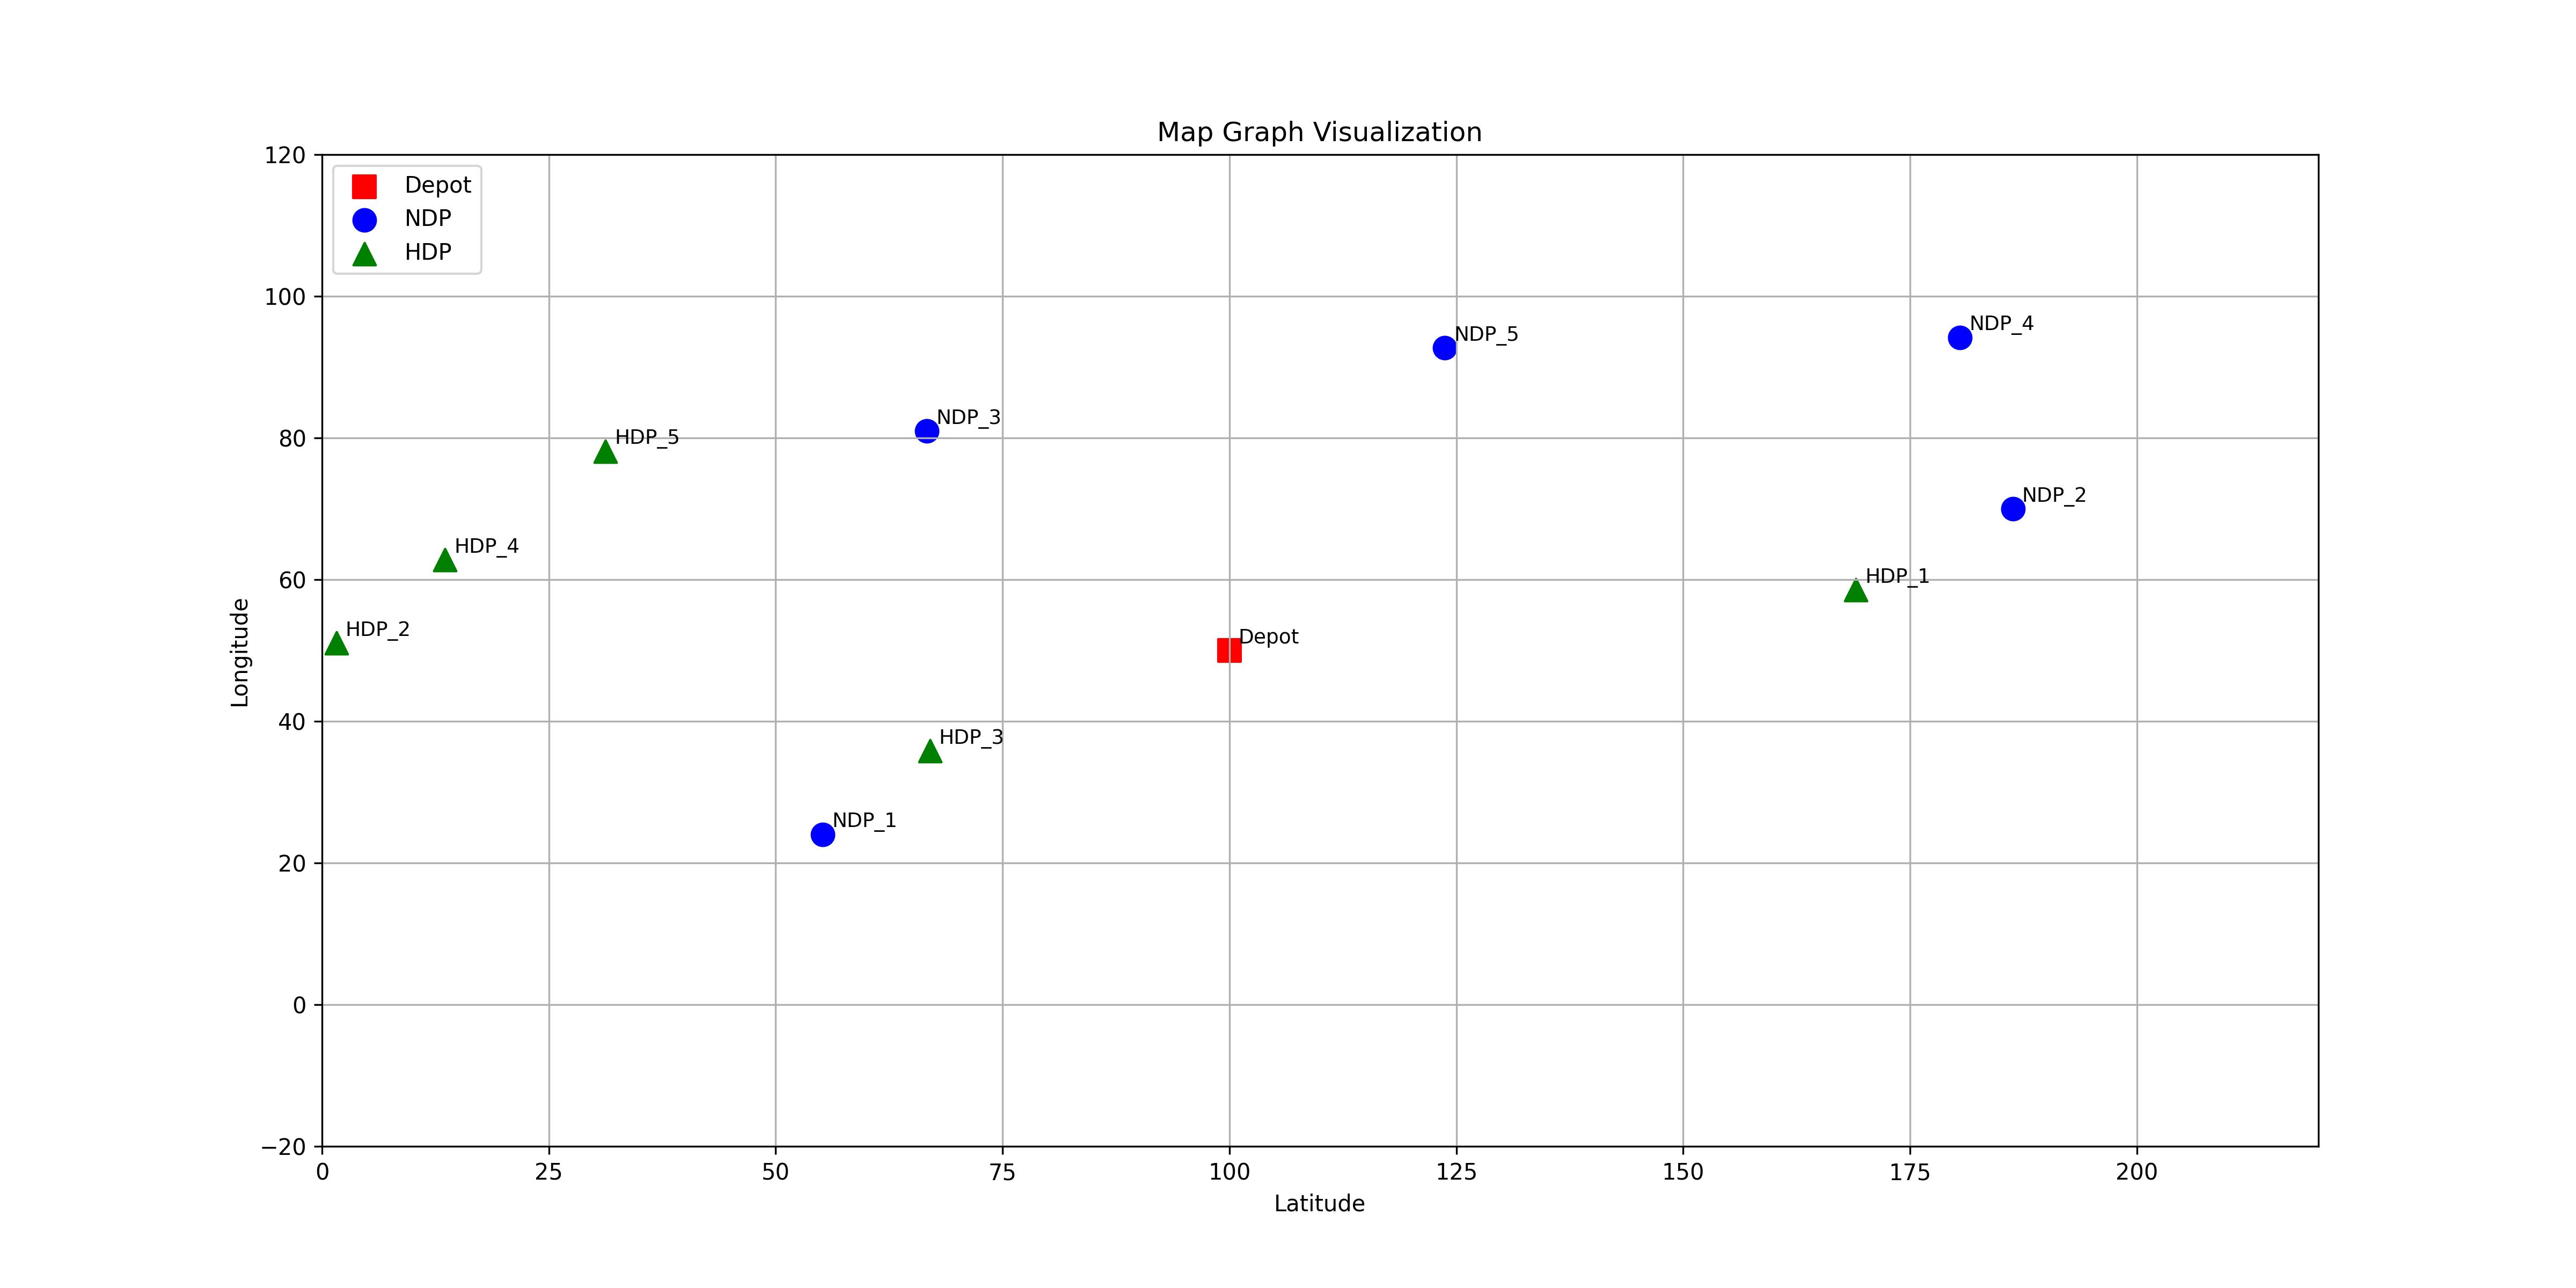 Map Graph Visualization
120
100
80
60
40
20
0
−20
Longitude
Depot
NDP
HDP
NDP_5
NDP_4
NDP_3
HDP_5
NDP_2
HDP_4
HDP_1
HDP_2
Depot
HDP_3
NDP_1
0 25 50 75 100 125 150 175 200
Latitude